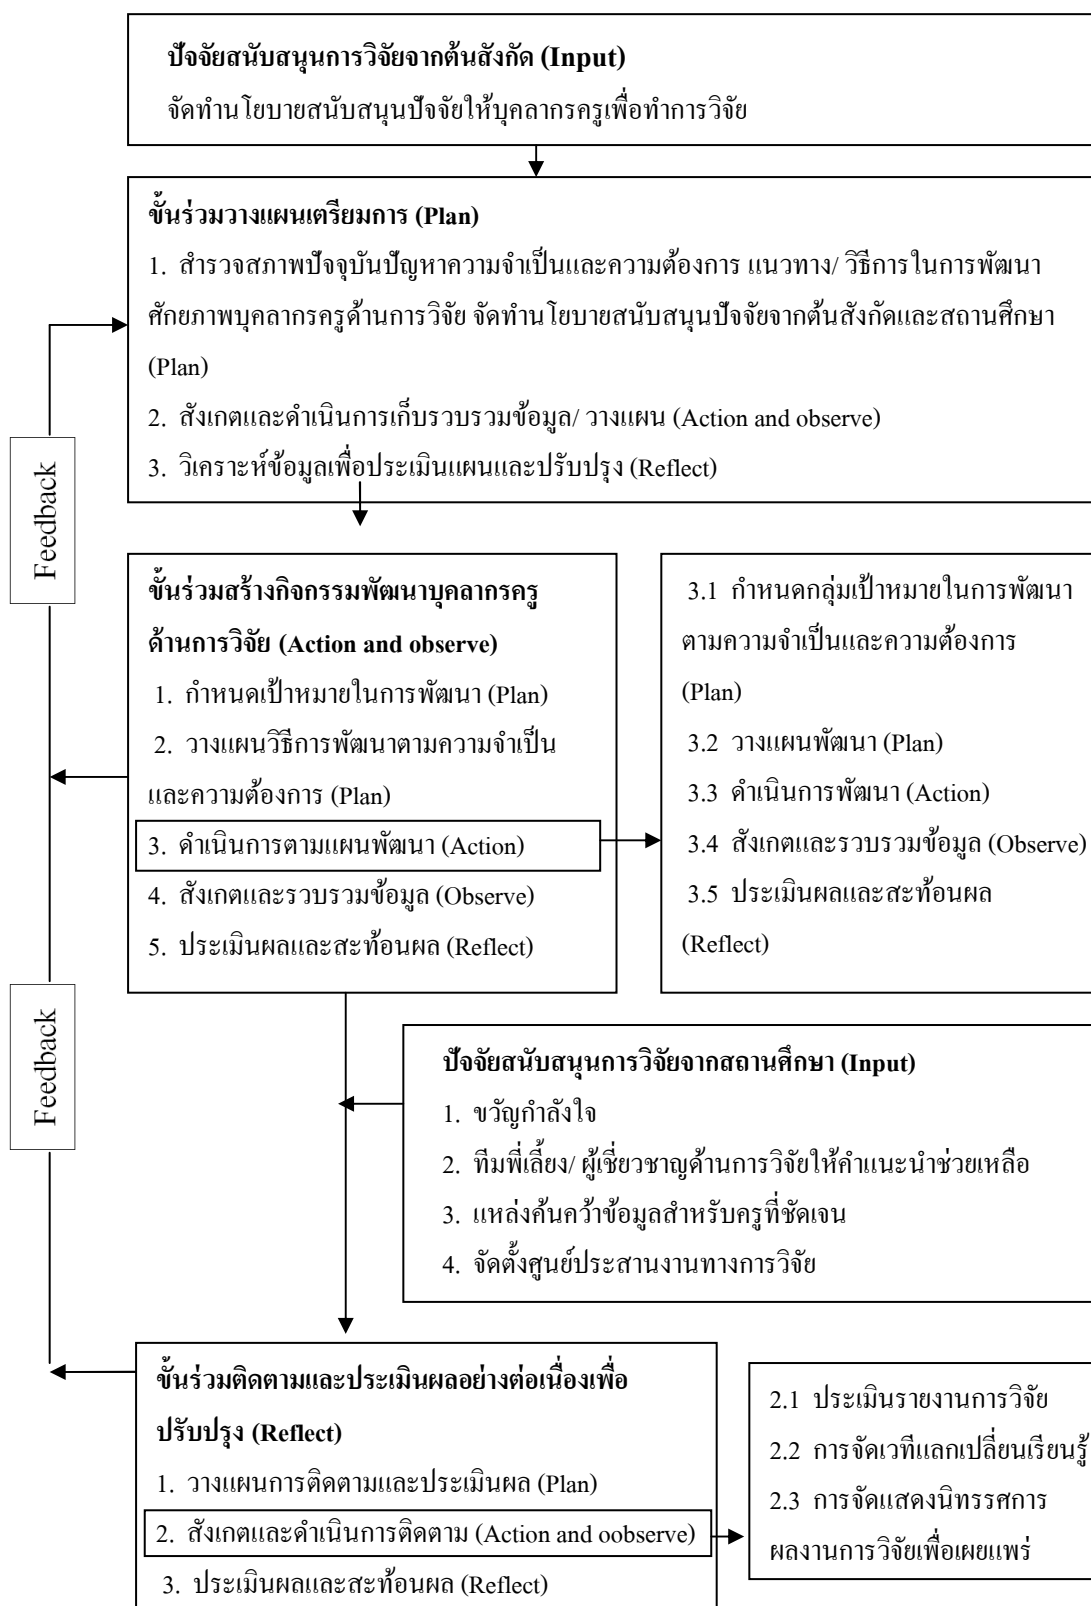 ปัจจัยสนับสนุนการวิจัยจากต้นสังกัด (Input)
จัดทำนโยบายสนับสนุนปัจจัยให้บุคลากรครูเพื่อทำการวิจัย
ขั้นร่วมวางแผนเตรียมการ (Plan)
1. สำรวจสภาพปัจจุบันปัญหาความจำเป็นและความต้องการ แนวทาง/ วิธีการในการพัฒนา
ศักยภาพบุคลากรครูด้านการวิจัย จัดทำนโยบายสนับสนุนปัจจัยจากต้นสังกัดและสถานศึกษา
(Plan)
2. สังเกตและดำเนินการเก็บรวบรวมข้อมูล/ วางแผน (Action and observe)
3. วิเคราะห์ข้อมูลเพื่อประเมินแผนและปรับปรุง (Reflect)
Feedback
ขั้นร่วมสร้างกิจกรรมพัฒนาบุคลากรครู
ด้านการวิจัย (Action and observe)
1. กำหนดเป้าหมายในการพัฒนา (Plan)
2. วางแผนวิธีการพัฒนาตามความจำเป็น
และความต้องการ (Plan)
3. ดำเนินการตามแผนพัฒนา (Action)
4. สังเกตและรวบรวมข้อมูล (Observe)
5. ประเมินผลและสะท้อนผล (Reflect)
3.1 กำหนดกลุ่มเป้าหมายในการพัฒนา
ตามความจำเป็นและความต้องการ
(Plan)
3.2 วางแผนพัฒนา (Plan)
3.3 ดำเนินการพัฒนา (Action)
3.4 สังเกตและรวบรวมข้อมูล (Observe)
3.5 ประเมินผลและสะท้อนผล
(Reflect)
Feedback
ปัจจัยสนับสนุนการวิจัยจากสถานศึกษา (Input)
1. ขวัญกำลังใจ
2. ทีมพี่เลี้ยง/ ผู้เชี่ยวชาญด้านการวิจัยให้คำแนะนำช่วยเหลือ
3. แหล่งค้นคว้าข้อมูลสำหรับครูที่ชัดเจน
4. จัดตั้งศูนย์ประสานงานทางการวิจัย
ขั้นร่วมติดตามและประเมินผลอย่างต่อเนื่องเพื่อ
ปรับปรุง (Reflect)
1. วางแผนการติดตามและประเมินผล (Plan)
2. สังเกตและดำเนินการติดตาม (Action and oobserve)
3. ประเมินผลและสะท้อนผล (Reflect)
2.1 ประเมินรายงานการวิจัย
2.2 การจัดเวทีแลกเปลี่ยนเรียนรู้
2.3 การจัดแสดงนิทรรศการ
ผลงานการวิจัยเพื่อเผยแพร่